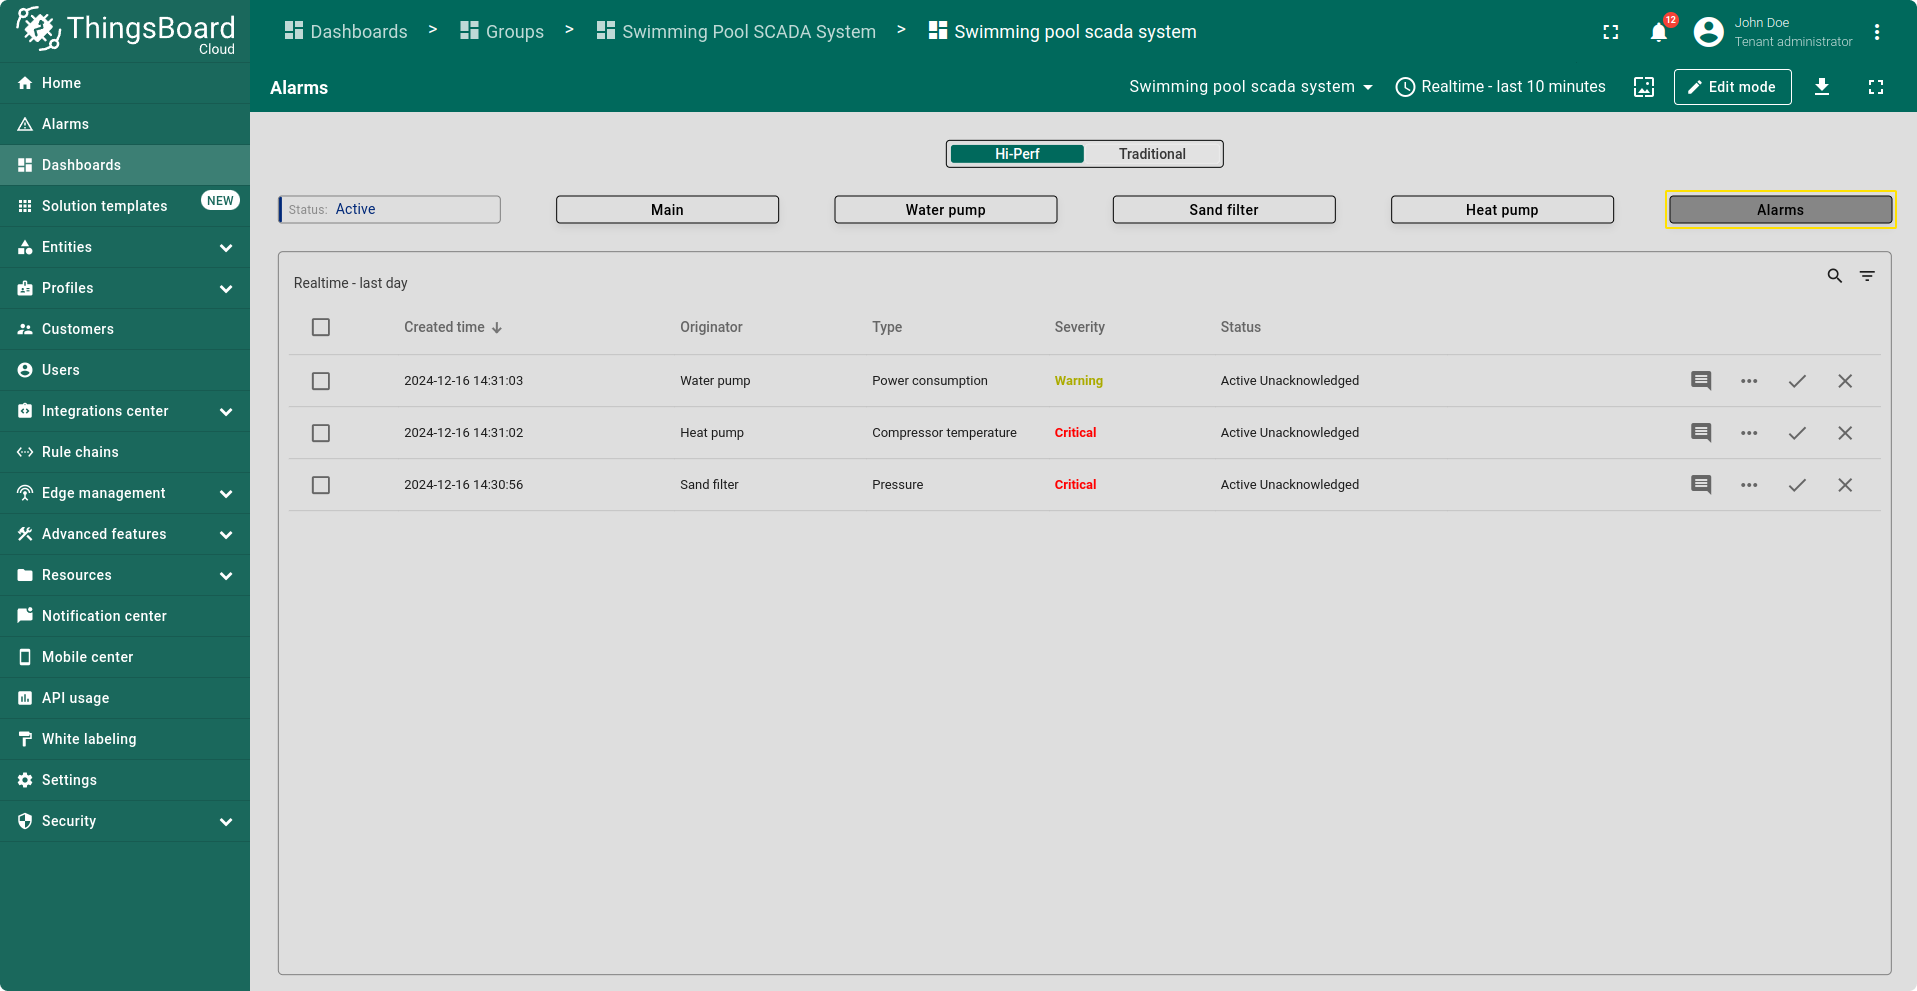 ThingsBoard
Cloud
Home
Alarms
Dashboards
Solution templates NEW
Entities
Profiles
Customers
Users
Integrations center
Rule chains
Edge management
Advanced features
Resources
Notification center
Mobile center
API usage
White labeling
Settings
Security
Dashboards > Groups > Swimming Pool SCADA System > Swimming pool scada system
12
John Doe
Tenant administrator
Alarms
Swimming pool scada system
Realtime - last 10 minutes
Edit mode
Hi-Perf Traditional
Status: Active
Main
Water pump
Sand filter
Heat pump
Alarms
Realtime - last day
Created time Originator Type Severity Status
2024-12-16 14:31:03 Water pump Power consumption Warning Active Unacknowledged
2024-12-16 14:31:02 Heat pump Compressor temperature Critical Active Unacknowledged
2024-12-16 14:30:56 Sand filter Pressure Critical Active Unacknowledged